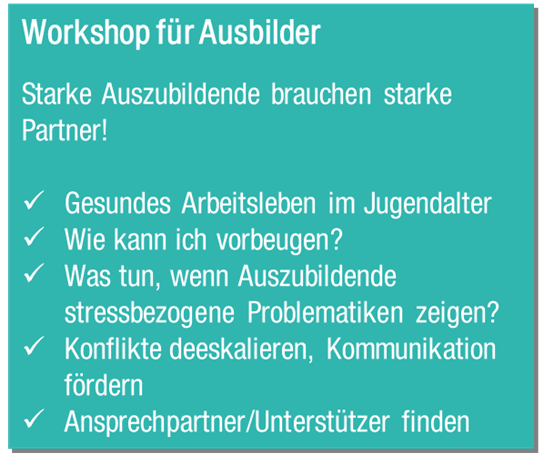 Workshop für Ausbilder
Starke Auszubildende brauchen starke
Partner!
✓ Gesundes Arbeitsleben im Jugendalter
✓ Wie kann ich vorbeugen?
✓ Was tun, wenn Auszubildende
stressbezogene Problematiken zeigen?
✓ Konflikte deeskalieren, Kommunikation
fördern
✓ Ansprechpartner/Unterstützer finden